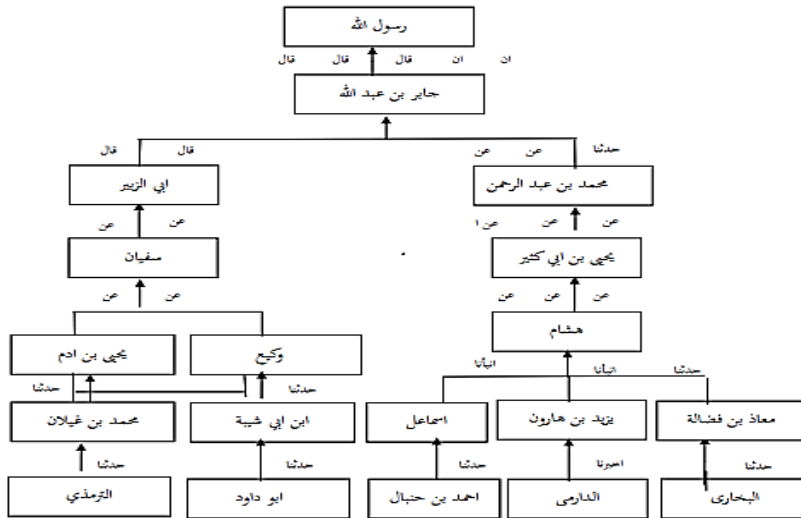 رسول الله
ان ان قال قال قال
جابر بن عبد الله
حدثنا عن عن قال قال
محمد بن عبد الرحمن ابي الزبير
عن عن عن ا عن عن
يحيى بن ابي كثير سفيان
عن عن عن عن عن
هشام وكيع يحيى بن ادم
حدثنا انبأنا انبأنا حدثنا حدثنا
معاذ بن فضالة يزيد بن هارون اسماعل ابن ابي شيبة محمد بن غيلان
حدثنا اخبرنا حدثنا حدثنا حدثنا
البخارى الدارمى احمد بن حنبال ابو داود الترمذي